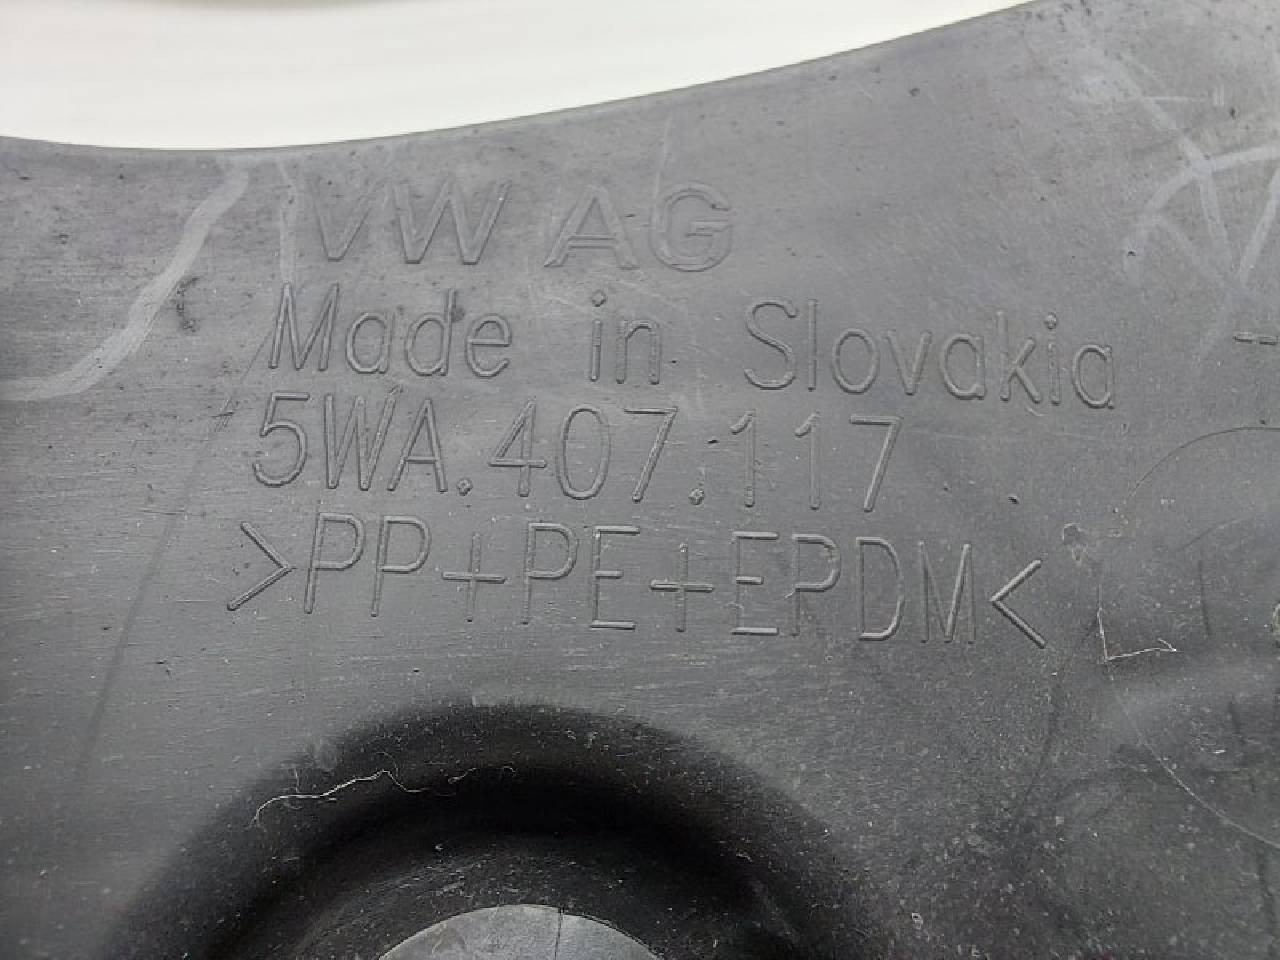 VW AG
Made in Slovakia
5WA.407.117
>PP+PE+EPDM<